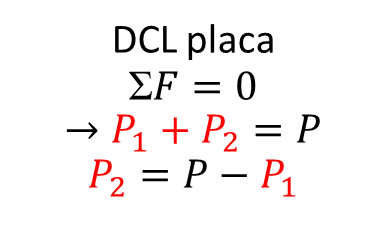 DCL placa
ΣF = 0
→ P₁ + P₂ = P
P₂ = P − P₁